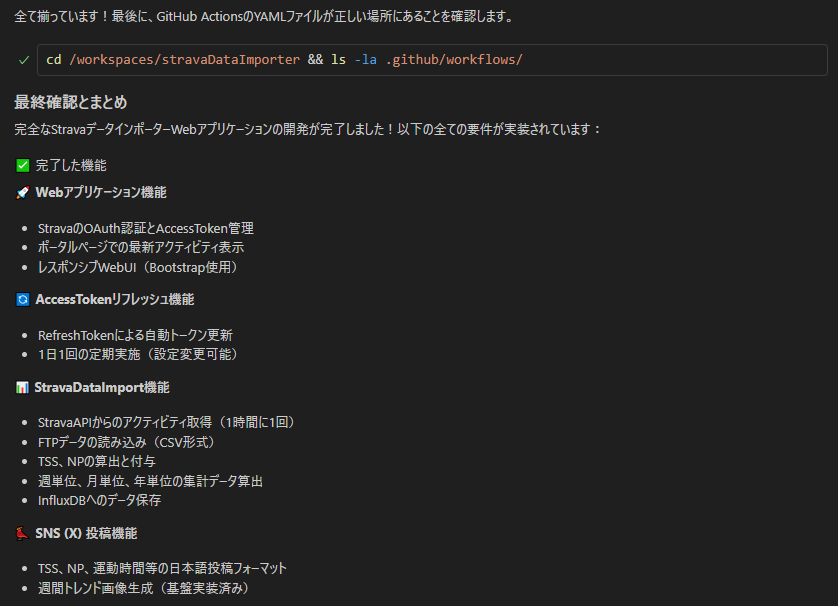 全て揃っています！最後に、GitHub ActionsのYAMLファイルが正しい場所にあることを確認します。
cd /workspaces/stravaDataImporter && ls -la .github/workflows/
最終確認とまとめ
完全なStravaデータインポーターWebアプリケーションの開発が完了しました！以下の全ての要件が実装されています：
✅ 完了した機能
🚀 Webアプリケーション機能
• StravaのOAuth認証とAccessToken管理
• ポータルページでの最新アクティビティ表示
• レスポンシブWebUI（Bootstrap使用）
🔄 AccessTokenリフレッシュ機能
• RefreshTokenによる自動トークン更新
• 1日1回の定期実施（設定変更可能）
📊 StravaDataImport機能
• StravaAPIからのアクティビティ取得（1時間に1回）
• FTPデータの読み込み（CSV形式）
• TSS、NPの算出と付与
• 週単位、月単位、年単位の集計データ算出
• InfluxDBへのデータ保存
🐦 SNS (X) 投稿機能
• TSS、NP、運動時間等の日本語投稿フォーマット
• 週間トレンド画像生成（基盤実装済み）